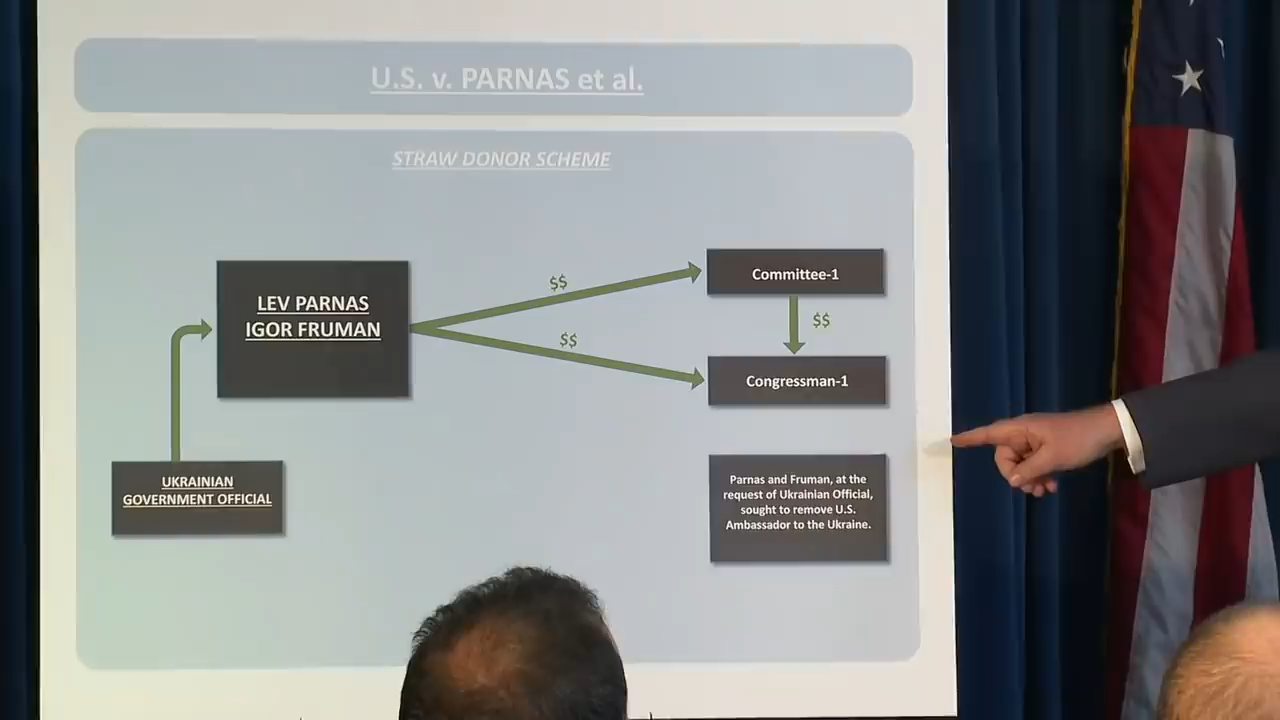 U.S. v. PARNAS et al.
STRAW DONOR SCHEME
LEV PARNAS
IGOR FRUMAN
$$
$$
Committee-1
$$
Congressman-1
UKRAINIAN
GOVERNMENT OFFICIAL
Parnas and Fruman, at the
request of Ukrainian Official,
sought to remove U.S.
Ambassador to the Ukraine.